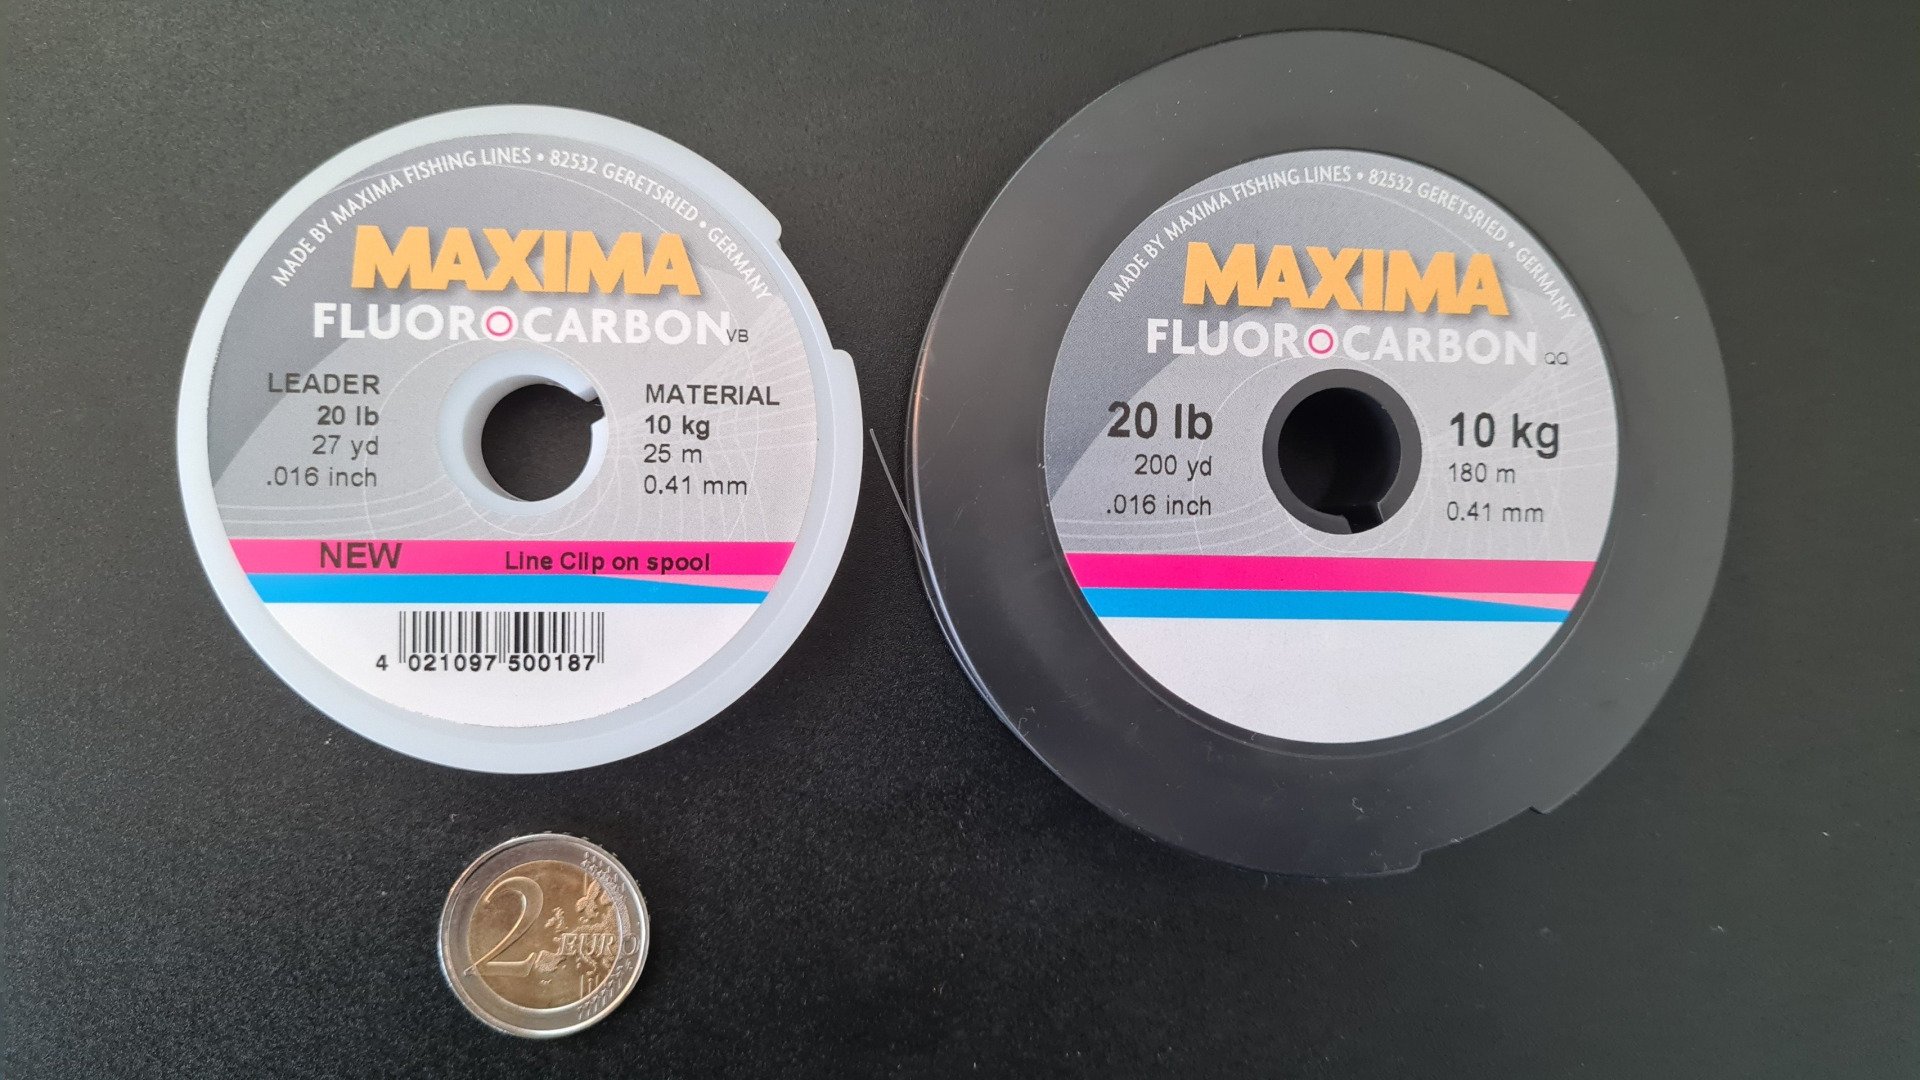 MADE BY MAXIMA FISHING LINES • 82532 GERETSRIED • GERMANY
MAXIMA
FLUOROCARBON VB
LEADER
20 lb
27 yd
.016 inch
MATERIAL
10 kg
25 m
0.41 mm
NEW Line Clip on spool
4 021097 500187
MADE BY MAXIMA FISHING LINES • 82532 GERETSRIED • GERMANY
MAXIMA
FLUOROCARBON QQ
20 lb
200 yd
.016 inch
10 kg
180 m
0.41 mm
2 EURO